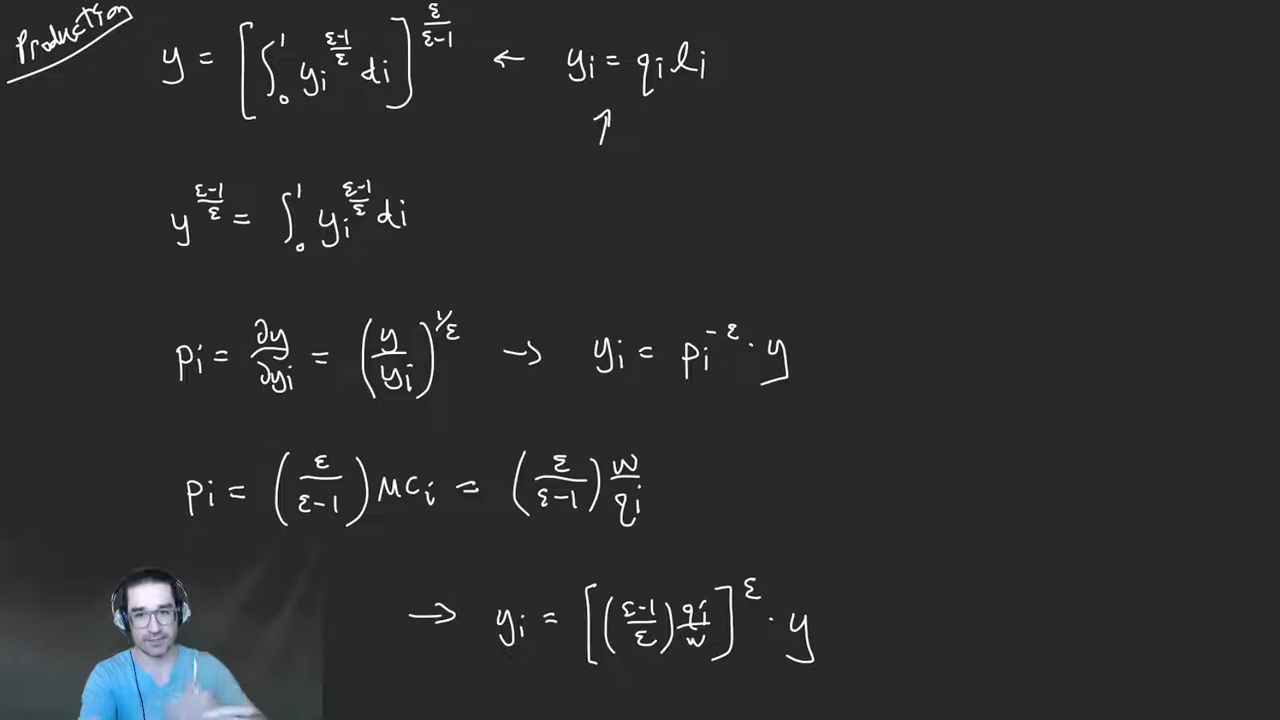 Production
y = [∫₀¹ yᵢ^((ε-1)/ε) di]^(ε/(ε-1)) ← yᵢ = qᵢlᵢ
↑
y^((ε-1)/ε) = ∫₀¹ yᵢ^((ε-1)/ε) di
pᵢ = ∂y/∂yᵢ = (y/yᵢ)^(1/ε) → yᵢ = pᵢ^(-ε) · y
pᵢ = (ε/(ε-1)) MCᵢ = (ε/(ε-1)) w/qᵢ
→ yᵢ = [((ε-1)/ε) qᵢ/w]^ε · y